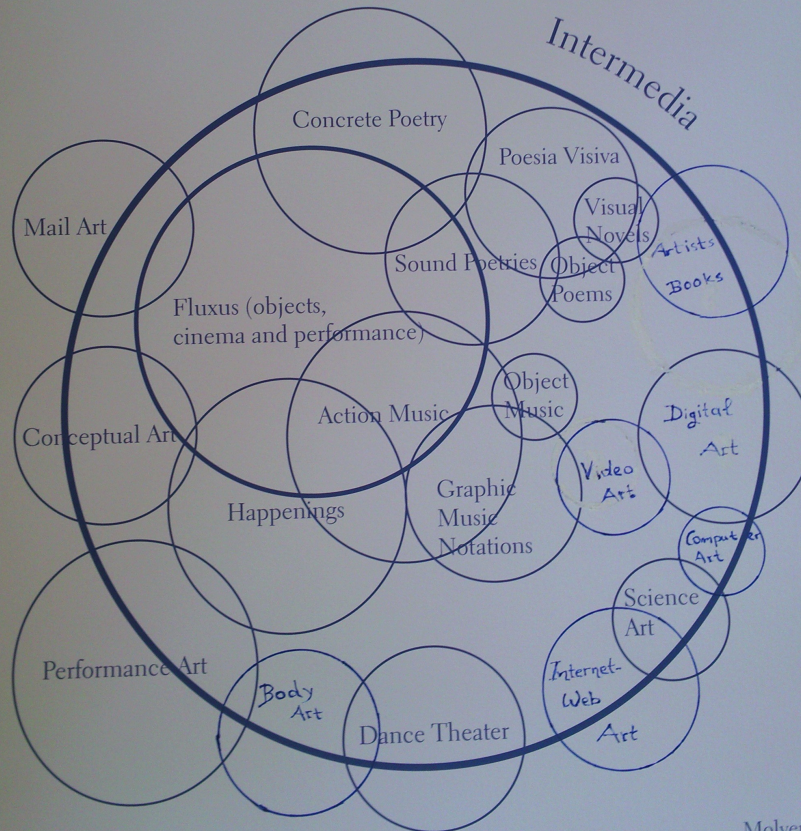 Intermedia
Concrete Poetry
Poesia Visiva
Mail Art
Visual
Novels
Artists
Books
Sound Poetries
Object
Poems
Fluxus (objects,
cinema and performance)
Object
Music
Action Music
Digital
Art
Conceptual Art
Video
Art
Graphic
Music
Notations
Happenings
Computer
Art
Science
Art
Performance Art
Internet-
Web
Art
Body
Art
Dance Theater